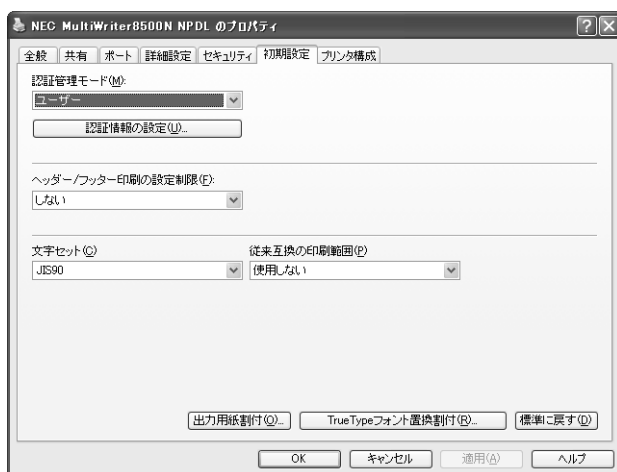 NEC MultiWriter8500N NPDL のプロパティ
全般 共有 ポート 詳細設定 セキュリティ 初期設定 プリンタ構成
認証管理モード(M):
ユーザー
認証情報の設定(U)...
ヘッダー/フッター印刷の設定制限(F):
しない
文字セット(C) 従来互換の印刷範囲(P)
JIS90 使用しない
出力用紙割付(O)... TrueTypeフォント置換割付(R)... 標準に戻す(D)
OK キャンセル 適用(A) ヘルプ